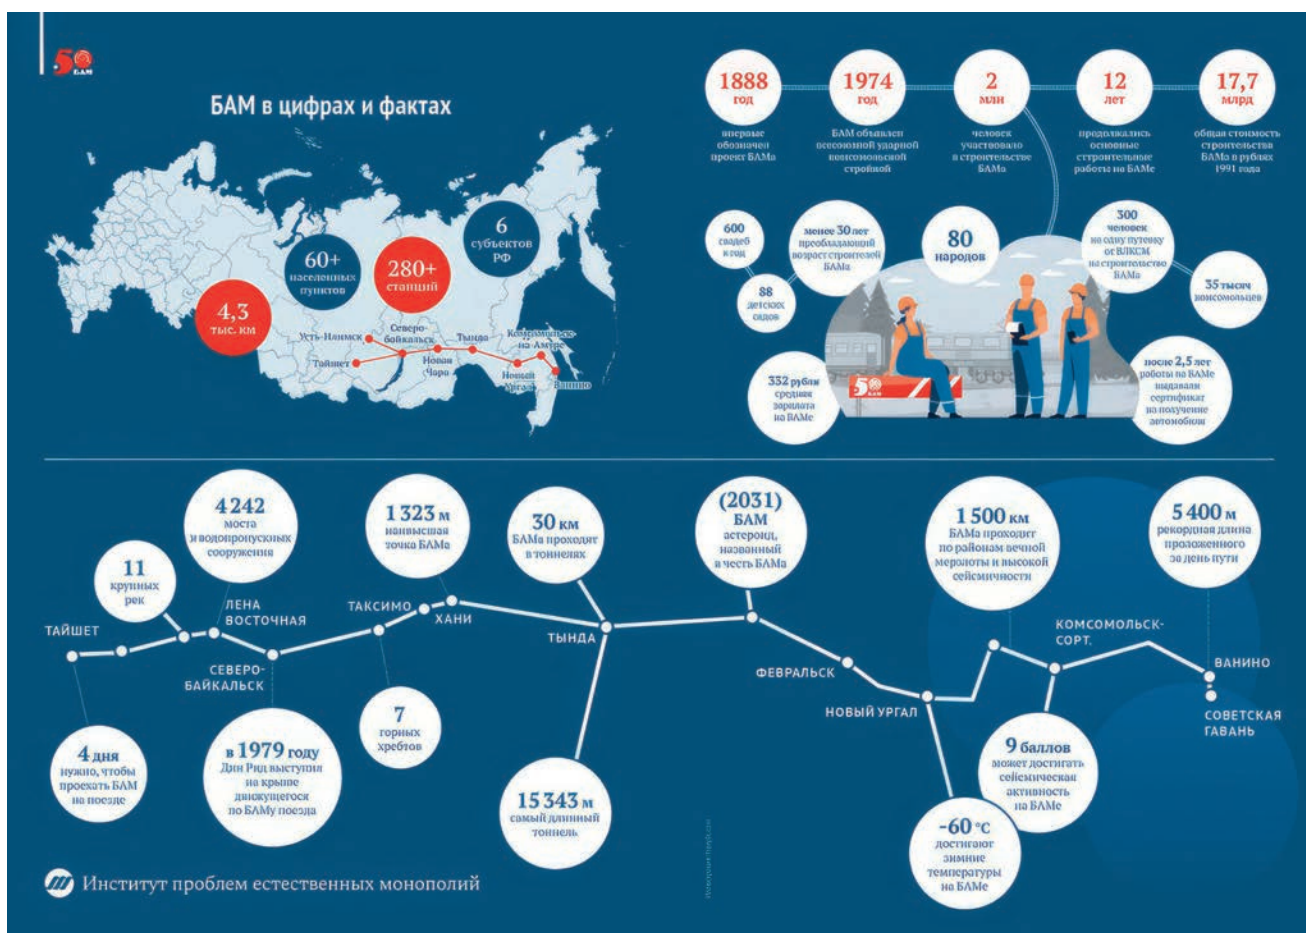 50
БАМ
БАМ в цифрах и фактах
6
субъектов
РФ
60+
населенных
пунктов
280+
станций
4,3
тыс. км
Усть-Илимск
Северо-
байкальск
Тында
Комсомольск-
на-Амуре
Тайшет
Новая
Чара
Новый
Ургал
Ванино
1888
год
впервые
обозначен
проект БАМа
1974
год
БАМ объявлен
всесоюзной ударной
комсомольской
стройкой
2
млн
человек
участвовало
в строительстве
БАМа
12
лет
продолжались
основные
строительные
работы на БАМе
17,7
млрд
общая стоимость
строительства
БАМа в рублях
1991 года
600
свадеб
в год
88
детских
садов
менее 30 лет
преобладающий
возраст строителей
БАМа
80
народов
300
человек
на одну путевку
от ВЛКСМ
на строительство
БАМа
35 тысяч
комсомольцев
332 рубля
средняя
зарплата
на БАМе
50
БАМ
после 2,5 лет
работы на БАМе
выдавали
сертификат
на получение
автомобиля
4 242
моста
и водопропускных
сооружения
1 323 м
наивысшая
точка БАМа
30 км
БАМа проходит
в тоннелях
(2031)
БАМ
астероид,
названный
в честь БАМа
1 500 км
БАМа проходит
по районам вечной
мерзлоты и высокой
сейсмичности
5 400 м
рекордная длина
проложенного
за день пути
11
крупных
рек
ТАЙШЕТ
ЛЕНА
ВОСТОЧНАЯ
СЕВЕРО-
БАЙКАЛЬСК
ТАКСИМО
ХАНИ
ТЫНДА
ФЕВРАЛЬСК
НОВЫЙ УРГАЛ
КОМСОМОЛЬСК-
СОРТ.
ВАНИНО
СОВЕТСКАЯ
ГАВАНЬ
4 дня
нужно, чтобы
проехать БАМ
на поезде
в 1979 году
Дин Рид выступил
на крыше
движущегося
по БАМу поезда
7
горных
хребтов
15 343 м
самый длинный
тоннель
9 баллов
может достигать
сейсмическая
активность
на БАМе
-60 °C
достигают
зимние
температуры
на БАМе
Институт проблем естественных монополий